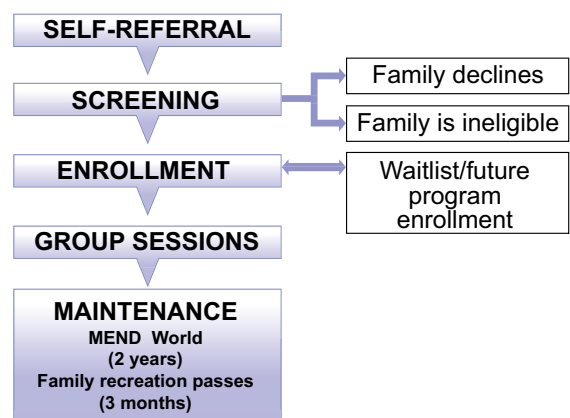 SELF-REFERRAL
SCREENING
Family declines
Family is ineligible
ENROLLMENT
Waitlist/future
program
enrollment
GROUP SESSIONS
MAINTENANCE
MEND World
(2 years)
Family recreation passes
(3 months)